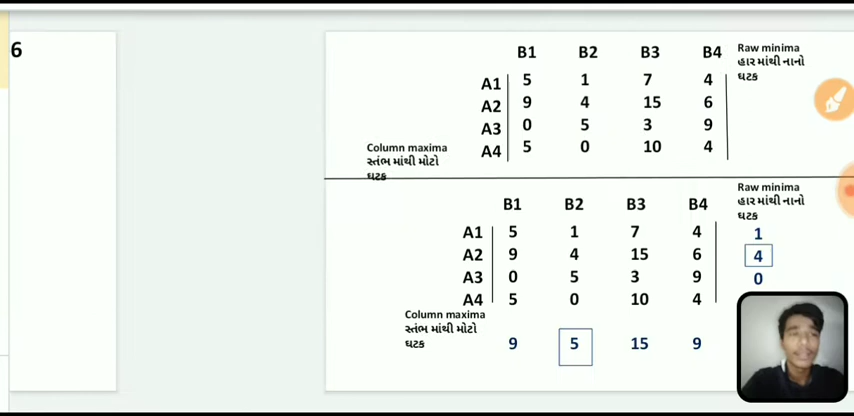 6
B1 B2 B3 B4 Raw minima
હાર માંથી નાનો
ઘટક
A1 5 1 7 4
A2 9 4 15 6
A3 0 5 3 9
A4 5 0 10 4
Column maxima
સ્તંભ માંથી મોટો
ઘટક
Raw minima
હાર માંથી નાનો
ઘટક
B1 B2 B3 B4
A1 5 1 7 4 1
A2 9 4 15 6 4
A3 0 5 3 9 0
A4 5 0 10 4
Column maxima
સ્તંભ માંથી મોટો
ઘટક
9 5 15 9